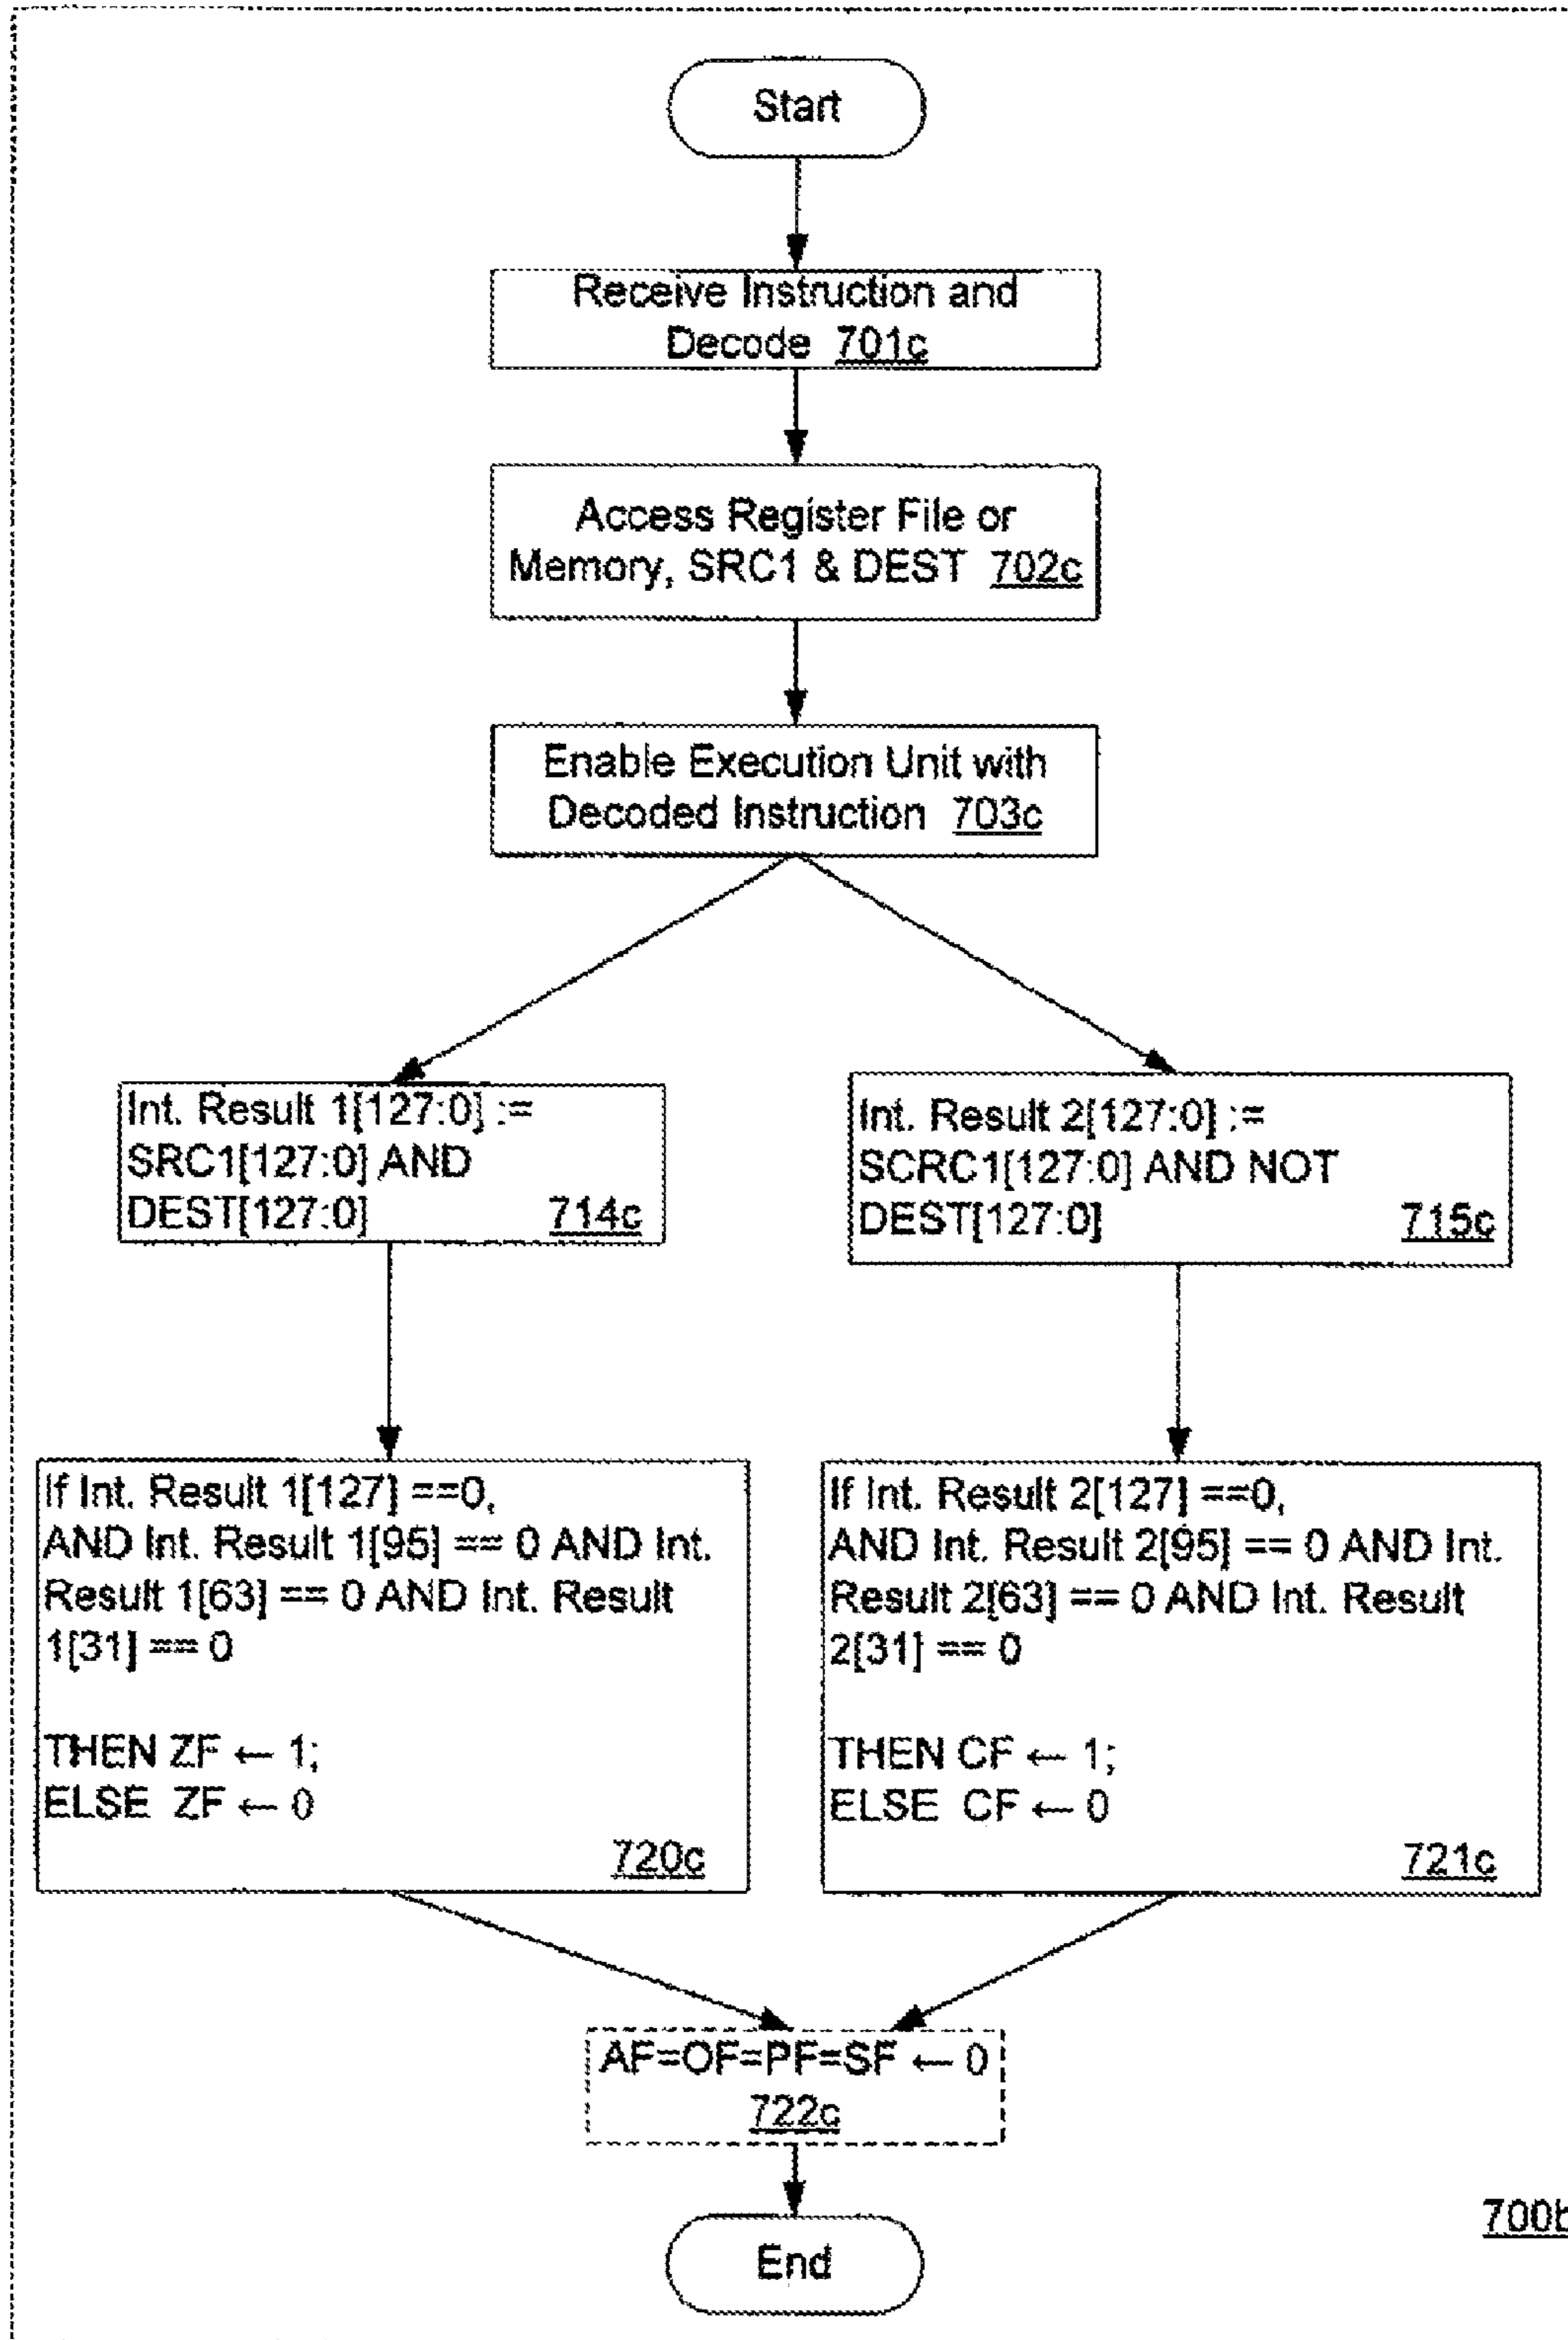 Start
Receive Instruction and
Decode 701c
Access Register File or
Memory, SRC1 & DEST 702c
Enable Execution Unit with
Decoded Instruction 703c
Int. Result 1[127:0] :=
SRC1[127:0] AND
DEST[127:0] 714c
Int. Result 2[127:0] :=
SCRC1[127:0] AND NOT
DEST[127:0] 715c
If Int. Result 1[127] ==0,
AND Int. Result 1[95] == 0 AND Int.
Result 1[63] == 0 AND Int. Result
1[31] == 0
THEN ZF ← 1;
ELSE ZF ← 0
720c
If Int. Result 2[127] ==0,
AND Int. Result 2[95] == 0 AND Int.
Result 2[63] == 0 AND Int. Result
2[31] == 0
THEN CF ← 1;
ELSE CF ← 0
721c
AF=OF=PF=SF ← 0
722c
End
700b